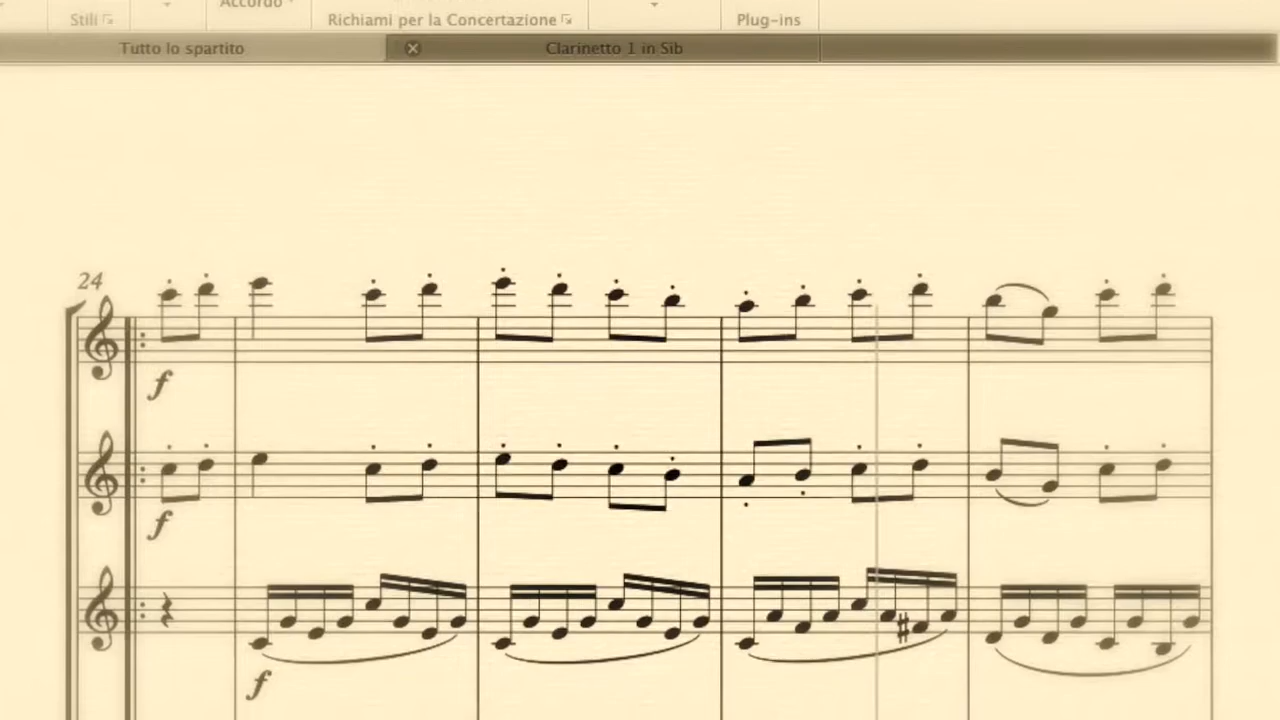 Accordo
Stili
Richiami per la Concertazione
Plug-ins
Tutto lo spartito
Clarinetto 1 in Sib
24
f
f
f